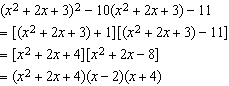 (x² + 2x + 3)² − 10(x² + 2x + 3) − 11
= [(x² + 2x + 3) + 1][(x² + 2x + 3) − 11]
= [x² + 2x + 4][x² + 2x − 8]
= (x² + 2x + 4)(x − 2)(x + 4)